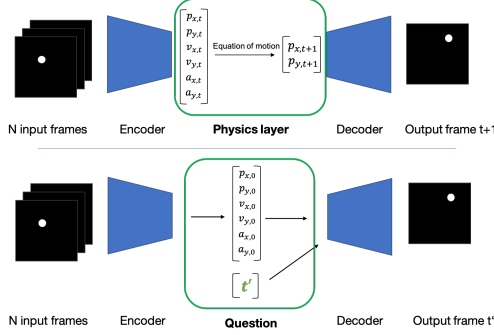 p_{x,t}
p_{y,t}
v_{x,t}
v_{y,t}
a_{x,t}
a_{y,t}
Equation of motion
p_{x,t+1}
p_{y,t+1}
N input frames Encoder Physics layer Decoder Output frame t+1
p_{x,0}
p_{y,0}
v_{x,0}
v_{y,0}
a_{x,0}
a_{y,0}
t'
N input frames Encoder Question Decoder Output frame t'